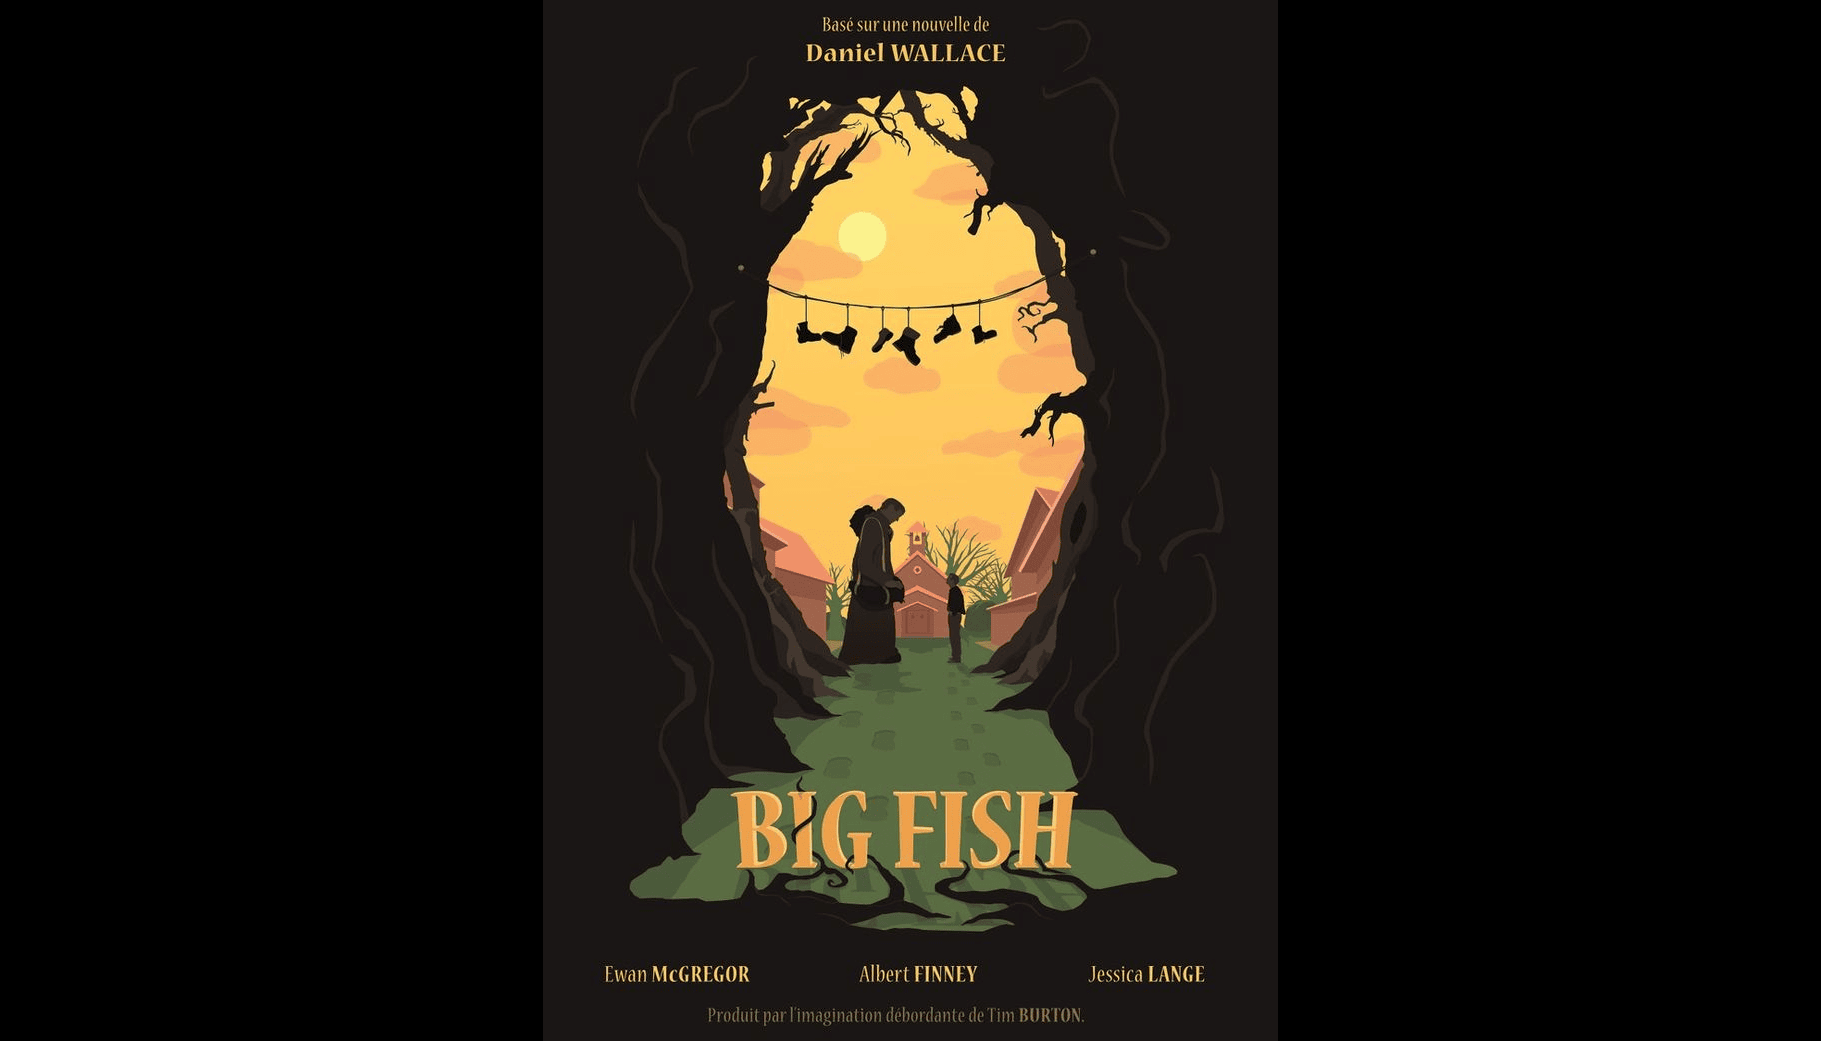 Basé sur une nouvelle de
Daniel WALLACE
BIG FISH
Ewan McGREGOR Albert FINNEY Jessica LANGE
Produit par l'imagination débordante de Tim BURTON.